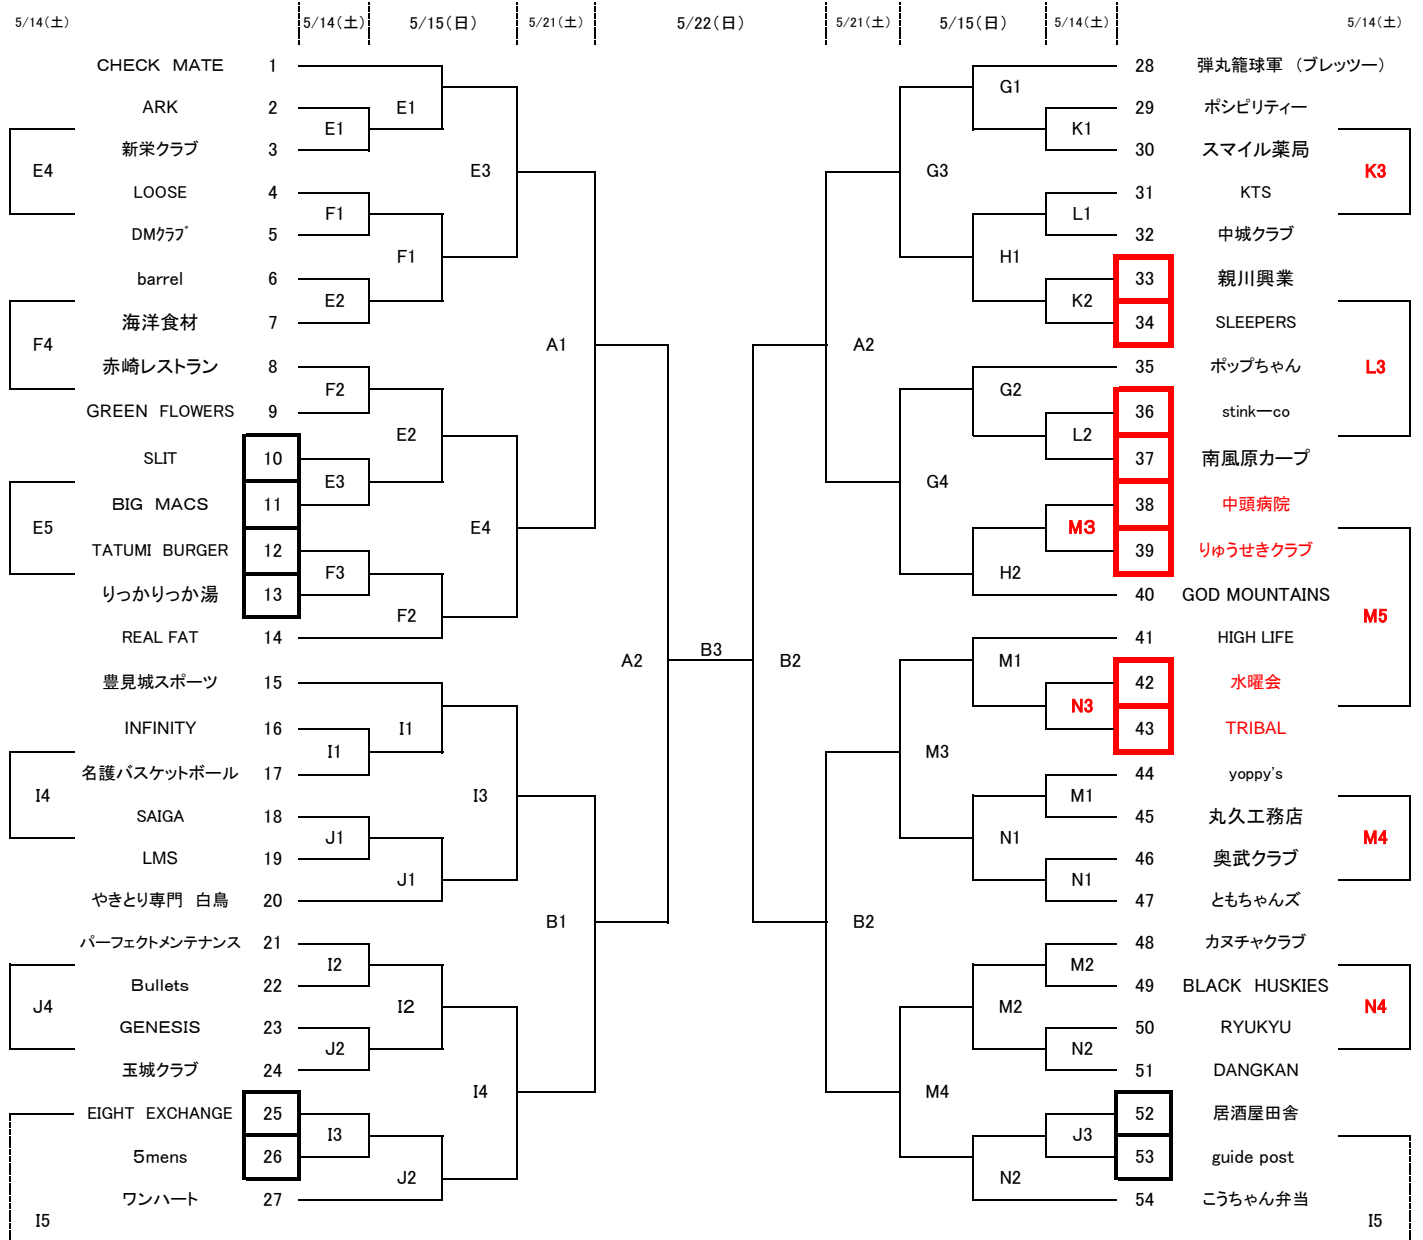 5/14(土) 5/14(土) 5/15(日) 5/21(土) 5/22(日) 5/21(土) 5/15(日) 5/14(土) 5/14(土)
CHECK MATE 1 28 弾丸籠球軍 (ブレッツー)
E1 G1
ARK 2 29 ポシビリティー
E1 K1
新栄クラブ 3 30 スマイル薬局
E4 E3 G3 K3
LOOSE 4 31 KTS
F1 L1
DMクラブ 5 32 中城クラブ
F1 H1
barrel 6 33 親川興業
E2 K2
海洋食材 7 34 SLEEPERS
F4 A1 A2
赤崎レストラン 8 35 ポップちゃん L3
F2 G2
GREEN FLOWERS 9 36 stinkーco
E2 L2
SLIT 10 37 南風原カープ
E3 G4
BIG MACS 11 38 中頭病院
E5 E4 M3
TATUMI BURGER 12 39 りゅうせきクラブ
F3 H2
りっかりっか湯 13 40 GOD MOUNTAINS
F2 M5
REAL FAT 14 41 HIGH LIFE
A2 B3 B2 M1
豊見城スポーツ 15 42 水曜会
N3
INFINITY 16 43 TRIBAL
I1 I1 M3
名護バスケットボール 17 44 yoppy's
I4 I3 M1
SAIGA 18 45 丸久工務店
J1 N1 M4
LMS 19 46 奥武クラブ
J1 N1
やきとり専門 白鳥 20 47 ともちゃんズ
B1 B2
パーフェクトメンテナンス 21 48 カヌチャクラブ
I2 M2
Bullets 22 49 BLACK HUSKIES
J4 I2 M2 N4
GENESIS 23 50 RYUKYU
J2 N2
玉城クラブ 24 51 DANGKAN
I4 M4
EIGHT EXCHANGE 25 52 居酒屋田舎
I3 J3
5mens 26 53 guide post
J2 N2
ワンハート 27 54 こうちゃん弁当
I5 I5